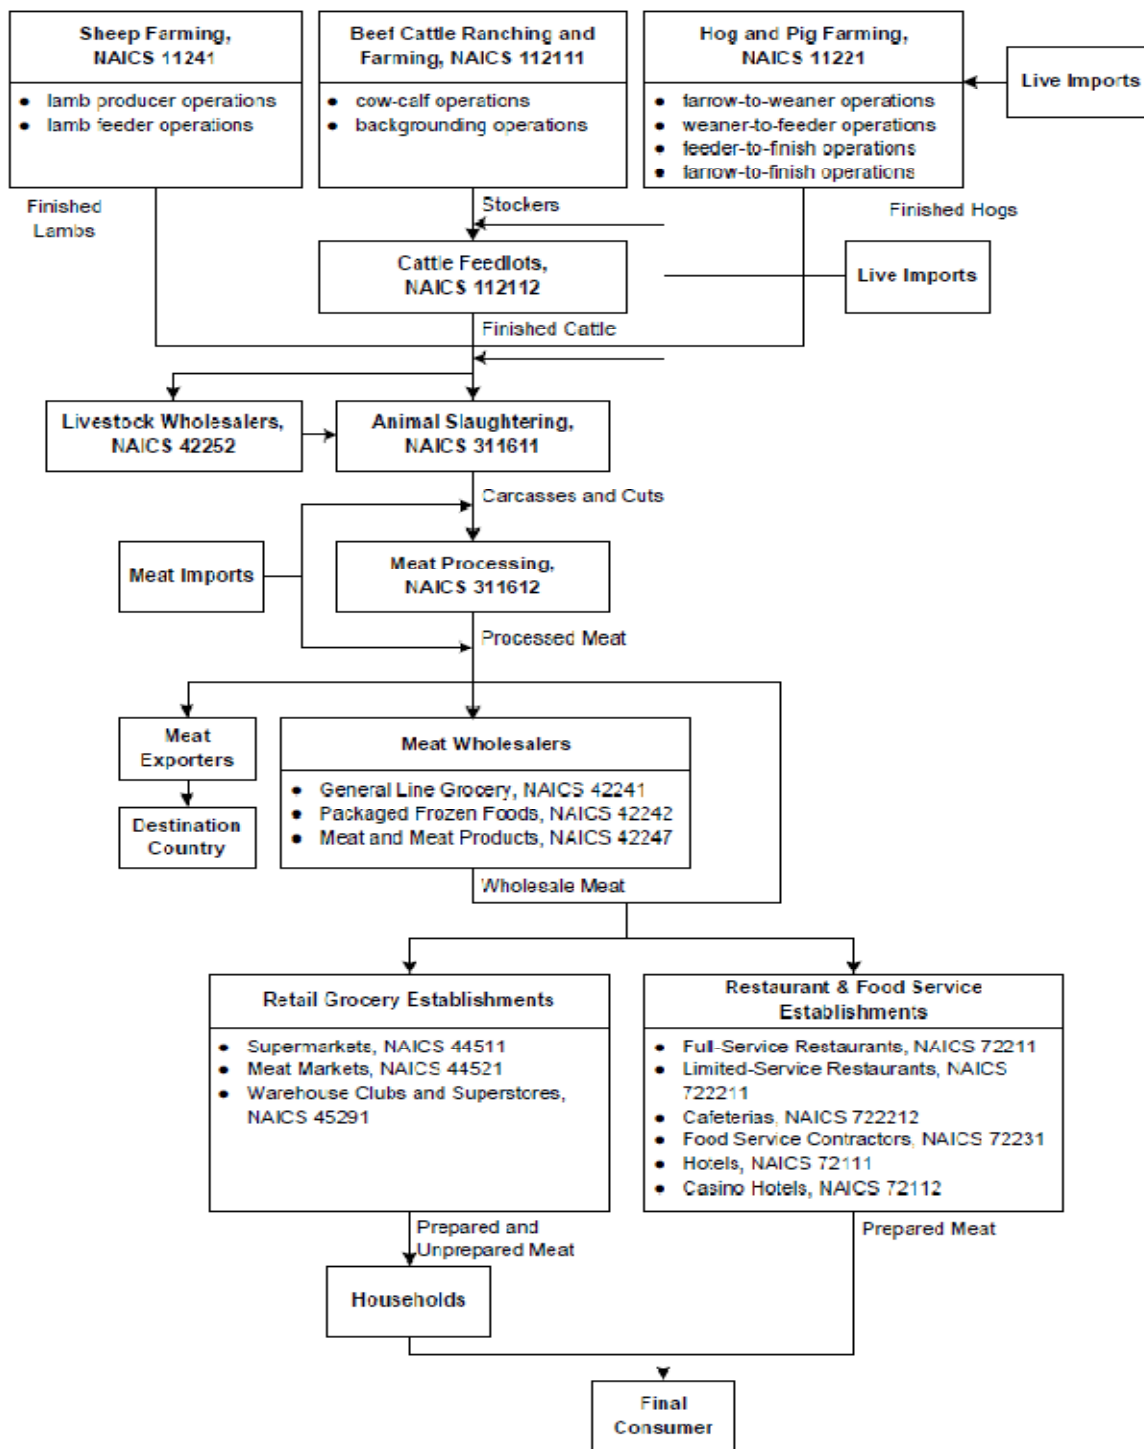 Sheep Farming,
NAICS 11241
● lamb producer operations
● lamb feeder operations
Beef Cattle Ranching and
Farming, NAICS 112111
● cow-calf operations
● backgrounding operations
Hog and Pig Farming,
NAICS 11221
● farrow-to-weaner operations
● weaner-to-feeder operations
● feeder-to-finish operations
● farrow-to-finish operations
Live Imports
Finished
Lambs
Stockers
Finished Hogs
Cattle Feedlots,
NAICS 112112
Live Imports
Finished Cattle
Livestock Wholesalers,
NAICS 42252
Animal Slaughtering,
NAICS 311611
Carcasses and Cuts
Meat Imports
Meat Processing,
NAICS 311612
Processed Meat
Meat
Exporters
Meat Wholesalers
● General Line Grocery, NAICS 42241
● Packaged Frozen Foods, NAICS 42242
● Meat and Meat Products, NAICS 42247
Destination
Country
Wholesale Meat
Retail Grocery Establishments
● Supermarkets, NAICS 44511
● Meat Markets, NAICS 44521
● Warehouse Clubs and Superstores,
NAICS 45291
Restaurant & Food Service
Establishments
● Full-Service Restaurants, NAICS 72211
● Limited-Service Restaurants, NAICS
722211
● Cafeterias, NAICS 722212
● Food Service Contractors, NAICS 72231
● Hotels, NAICS 72111
● Casino Hotels, NAICS 72112
Prepared and
Unprepared Meat
Prepared Meat
Households
Final
Consumer